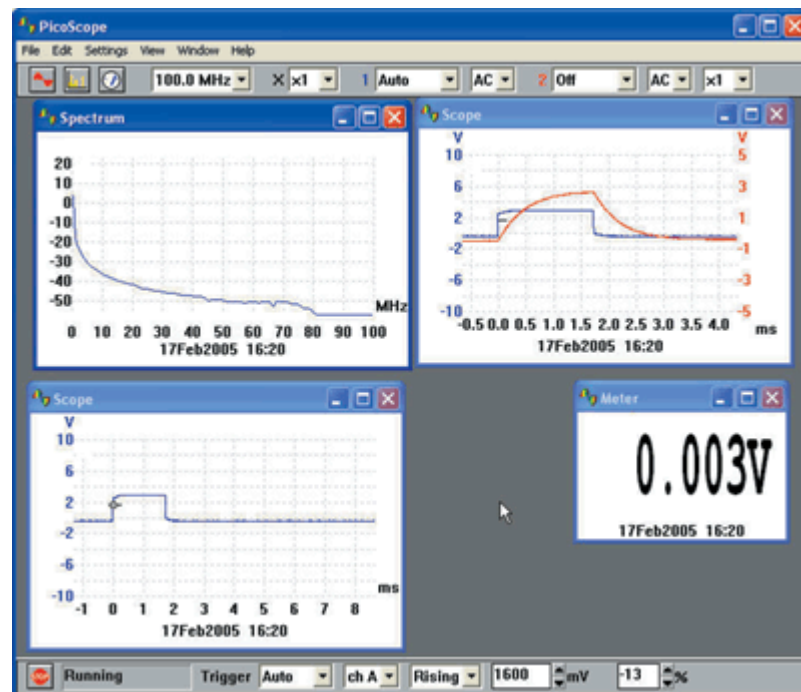 PicoScope
File Edit Settings View Window Help
100.0 MHz X x1 1 Auto AC 2 Off AC x1
Spectrum
20
10
0
-10
-20
-30
-40
-50
MHz
0 10 20 30 40 50 60 70 80 90 100
17Feb2005 16:20
Scope
V V
10 5
6 3
2 1
-2 -1
-6 -3
-10 -5
-0.5 0.0 0.5 1.0 1.5 2.0 2.5 3.0 3.5 4.0 ms
17Feb2005 16:20
Scope
V
10
6
2
-2
-6
-10
ms
-1 0 1 2 3 4 5 6 7 8
17Feb2005 16:20
Meter
0.003V
17Feb2005 16:20
STOP Running Trigger Auto ch A Rising 1600 mV -13 %